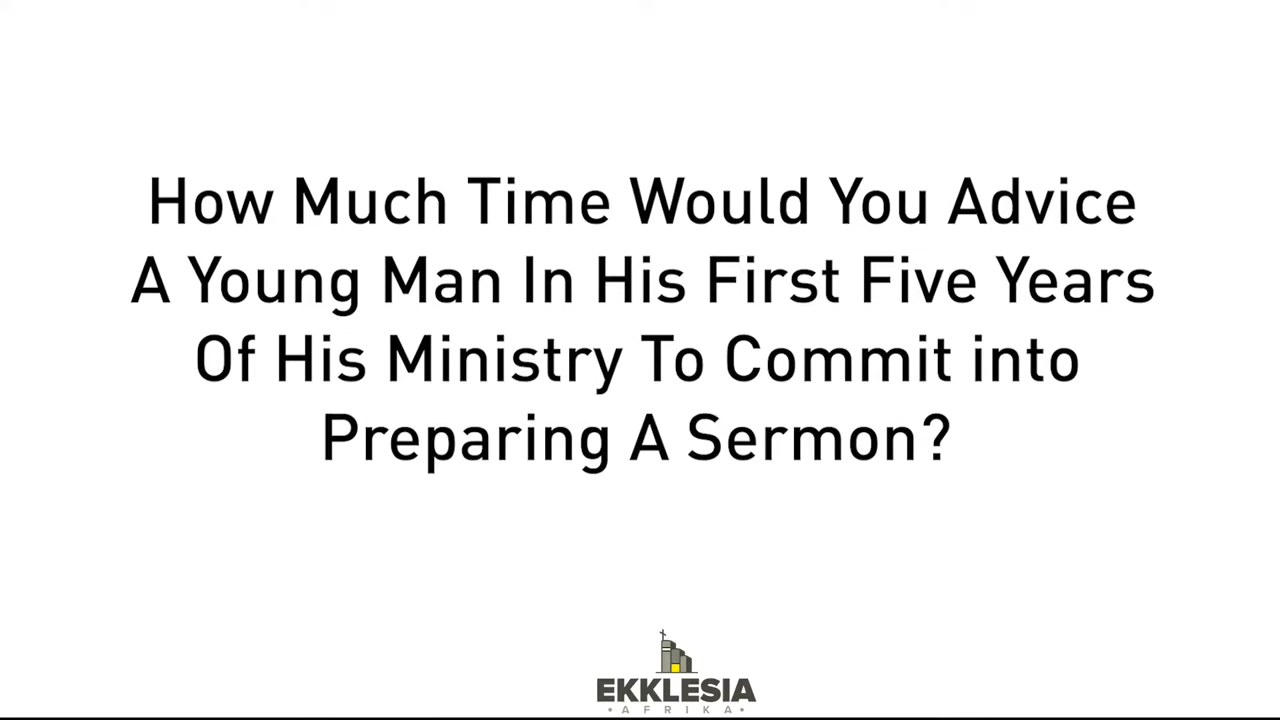 How Much Time Would You Advice
A Young Man In His First Five Years
Of His Ministry To Commit into
Preparing A Sermon?
EKKLESIA
•AFRIKA•